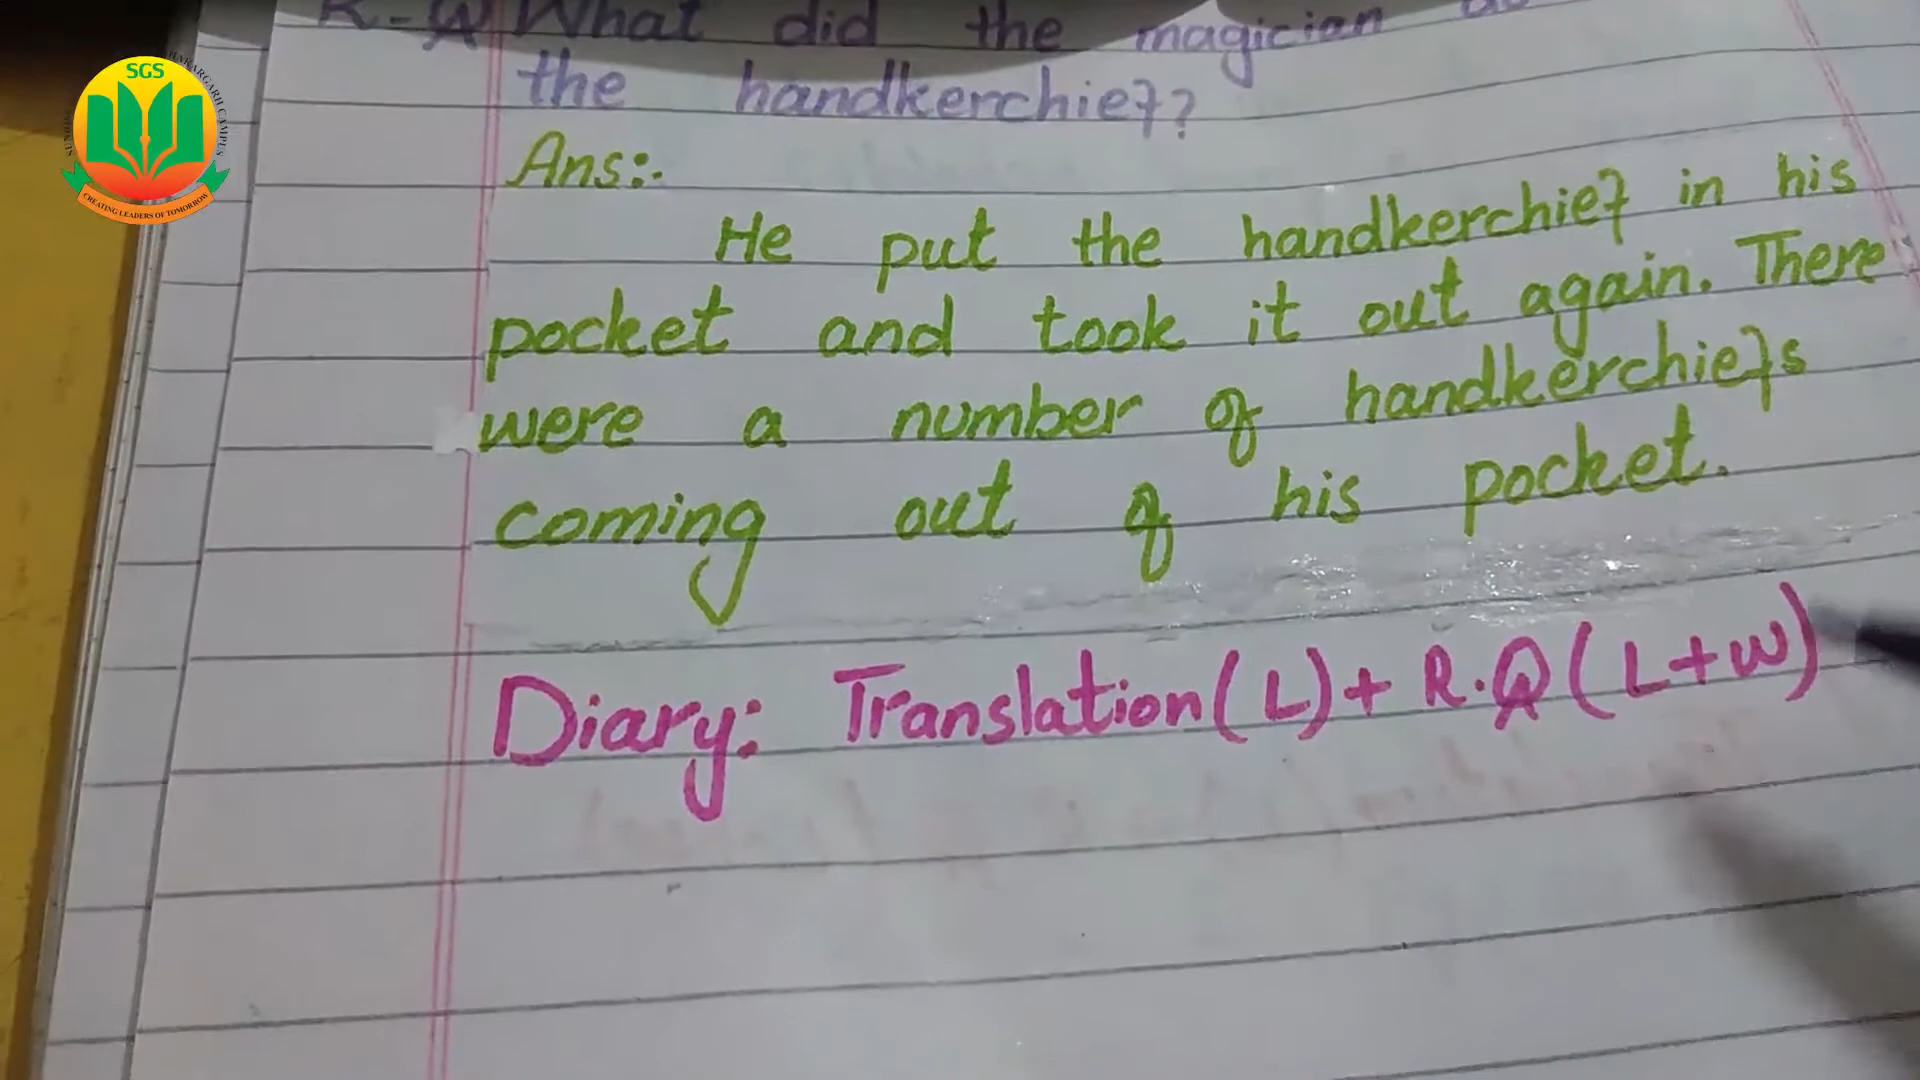 R-Q What did the magician do
the handkerchief?
Ans:-
He put the handkerchief in his
pocket and took it out again. There
were a number of handkerchiefs
coming out of his pocket.
Diary: Translation(L)+ R.Q(L+W)
SGS
CREATING LEADERS OF TOMORROW